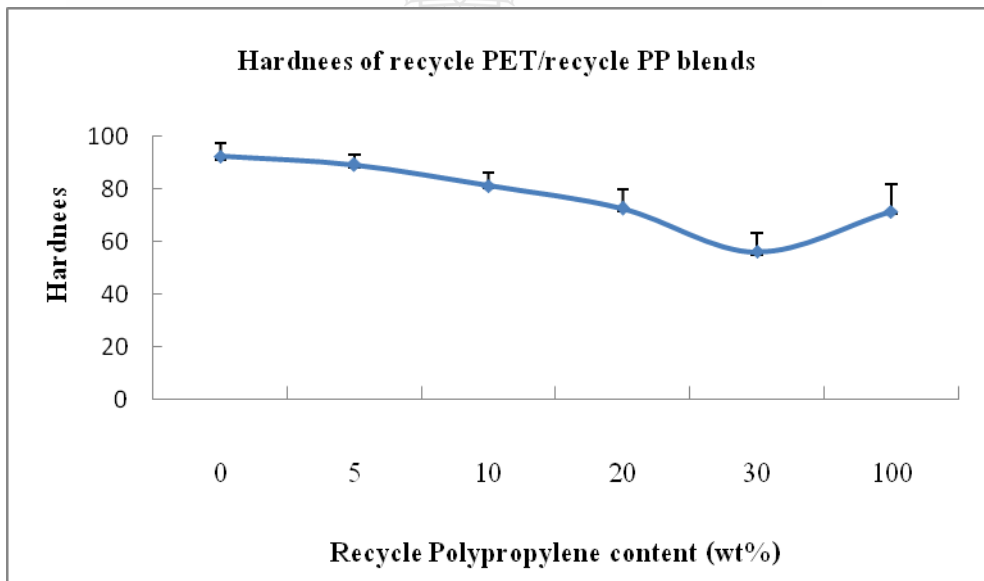 Hardnees of recycle PET/recycle PP blends
100
80
60
40
20
0
Hardnees
0 5 10 20 30 100
Recycle Polypropylene content (wt%)